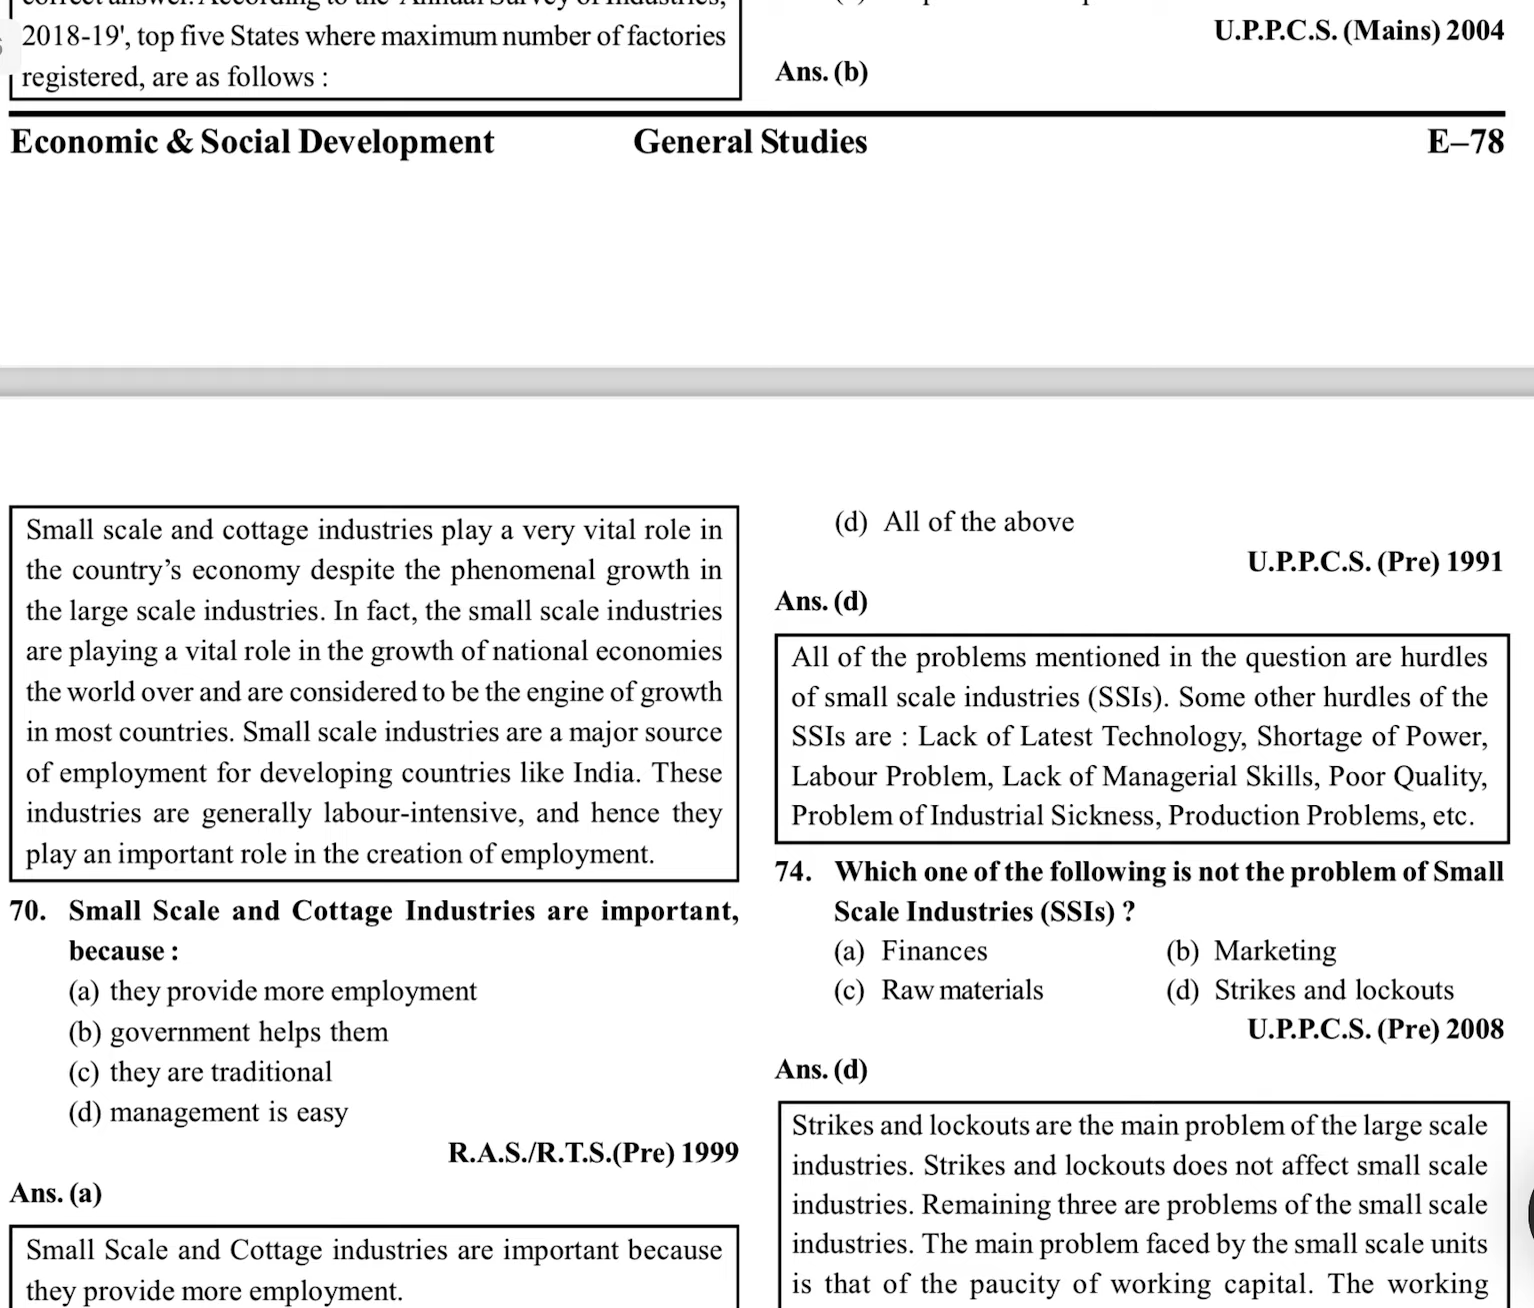 correct answer. According to the 'Annual Survey of Industries,
2018-19', top five States where maximum number of factories
registered, are as follows :
U.P.P.C.S. (Mains) 2004
Ans. (b)
Economic & Social Development
General Studies
E–78
Small scale and cottage industries play a very vital role in
the country’s economy despite the phenomenal growth in
the large scale industries. In fact, the small scale industries
are playing a vital role in the growth of national economies
the world over and are considered to be the engine of growth
in most countries. Small scale industries are a major source
of employment for developing countries like India. These
industries are generally labour-intensive, and hence they
play an important role in the creation of employment.
70. Small Scale and Cottage Industries are important,
because :
(a) they provide more employment
(b) government helps them
(c) they are traditional
(d) management is easy
R.A.S./R.T.S.(Pre) 1999
Ans. (a)
Small Scale and Cottage industries are important because
they provide more employment.
(d) All of the above
U.P.P.C.S. (Pre) 1991
Ans. (d)
All of the problems mentioned in the question are hurdles
of small scale industries (SSIs). Some other hurdles of the
SSIs are : Lack of Latest Technology, Shortage of Power,
Labour Problem, Lack of Managerial Skills, Poor Quality,
Problem of Industrial Sickness, Production Problems, etc.
74. Which one of the following is not the problem of Small
Scale Industries (SSIs) ?
(a) Finances (b) Marketing
(c) Raw materials (d) Strikes and lockouts
U.P.P.C.S. (Pre) 2008
Ans. (d)
Strikes and lockouts are the main problem of the large scale
industries. Strikes and lockouts does not affect small scale
industries. Remaining three are problems of the small scale
industries. The main problem faced by the small scale units
is that of the paucity of working capital. The working